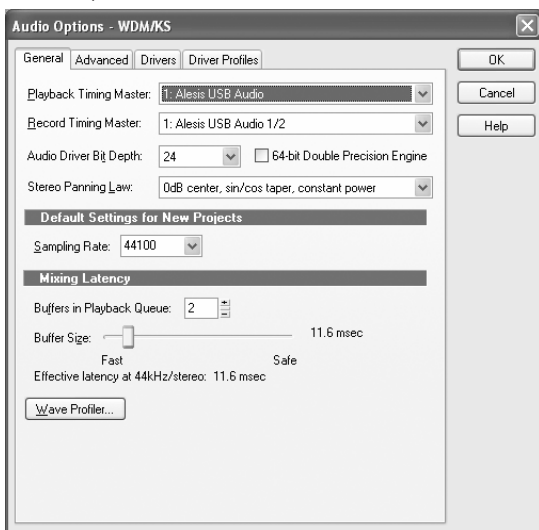 Audio Options - WDM/KS
General Advanced Drivers Driver Profiles
OK
Cancel
Help
Playback Timing Master: 1: Alesis USB Audio
Record Timing Master: 1: Alesis USB Audio 1/2
Audio Driver Bit Depth: 24 64-bit Double Precision Engine
Stereo Panning Law: 0dB center, sin/cos taper, constant power
Default Settings for New Projects
Sampling Rate: 44100
Mixing Latency
Buffers in Playback Queue: 2
Buffer Size: 11.6 msec
Fast Safe
Effective latency at 44kHz/stereo: 11.6 msec
Wave Profiler...